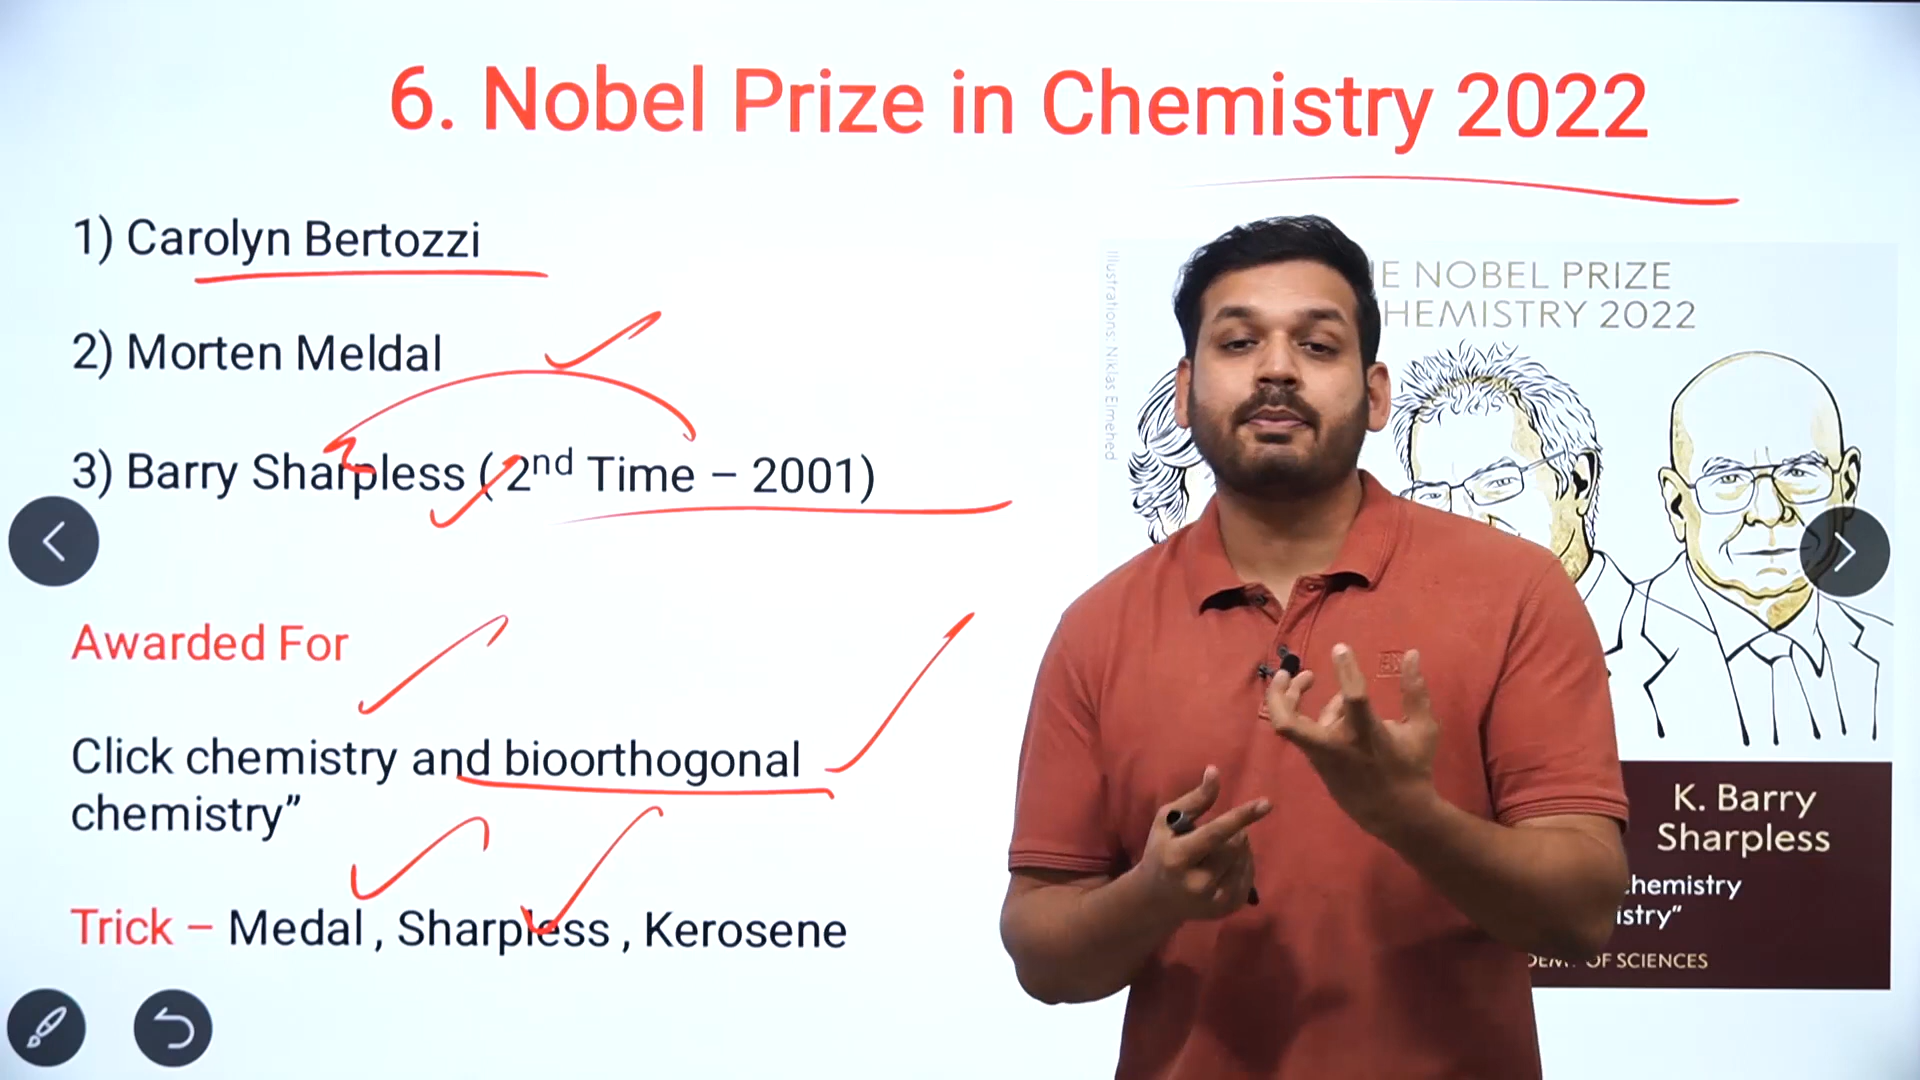 6. Nobel Prize in Chemistry 2022
1) Carolyn Bertozzi
2) Morten Meldal
3) Barry Sharpless ( 2nd Time – 2001)
Awarded For
Click chemistry and bioorthogonal
chemistry”
Trick – Medal , Sharpless , Kerosene
Illustrations: Niklas Elmehed
E NOBEL PRIZE
HEMISTRY 2022
K. Barry
Sharpless
chemistry
istry”
OF SCIENCES